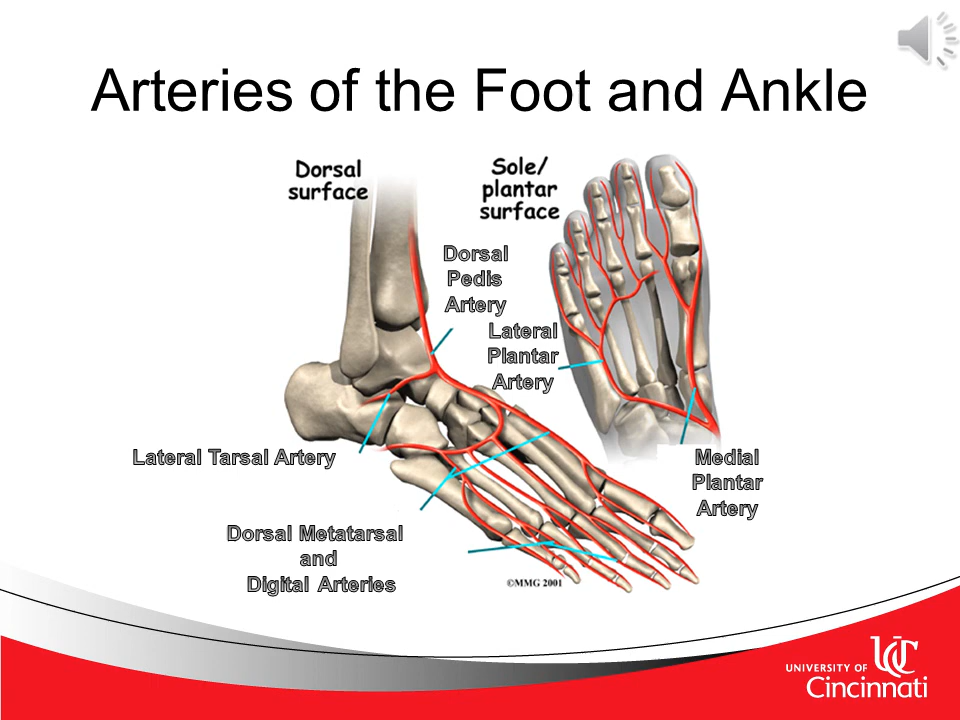 Arteries of the Foot and Ankle
Dorsal
surface
Sole/
plantar
surface
Dorsal
Pedis
Artery
Lateral
Plantar
Artery
Lateral Tarsal Artery
Medial
Plantar
Artery
Dorsal Metatarsal
and
Digital Arteries
©MMG 2001
UC
UNIVERSITY OF
Cincinnati